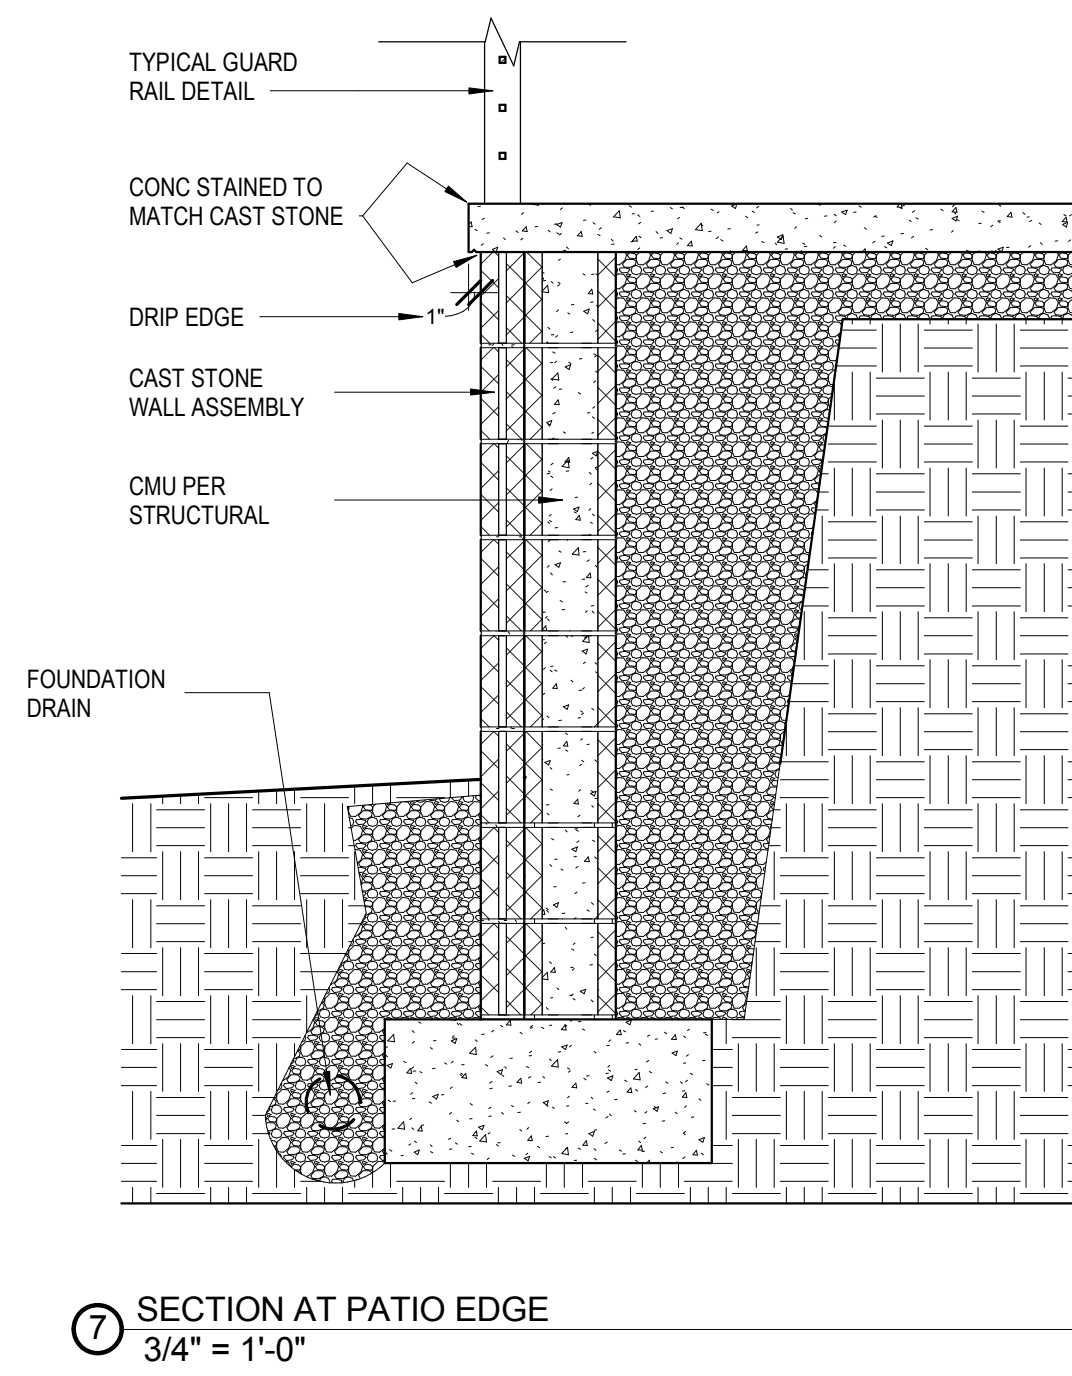 TYPICAL GUARD
RAIL DETAIL
CONC STAINED TO
MATCH CAST STONE
DRIP EDGE
1"
CAST STONE
WALL ASSEMBLY
CMU PER
STRUCTURAL
FOUNDATION
DRAIN
7
SECTION AT PATIO EDGE
3/4" = 1'-0"